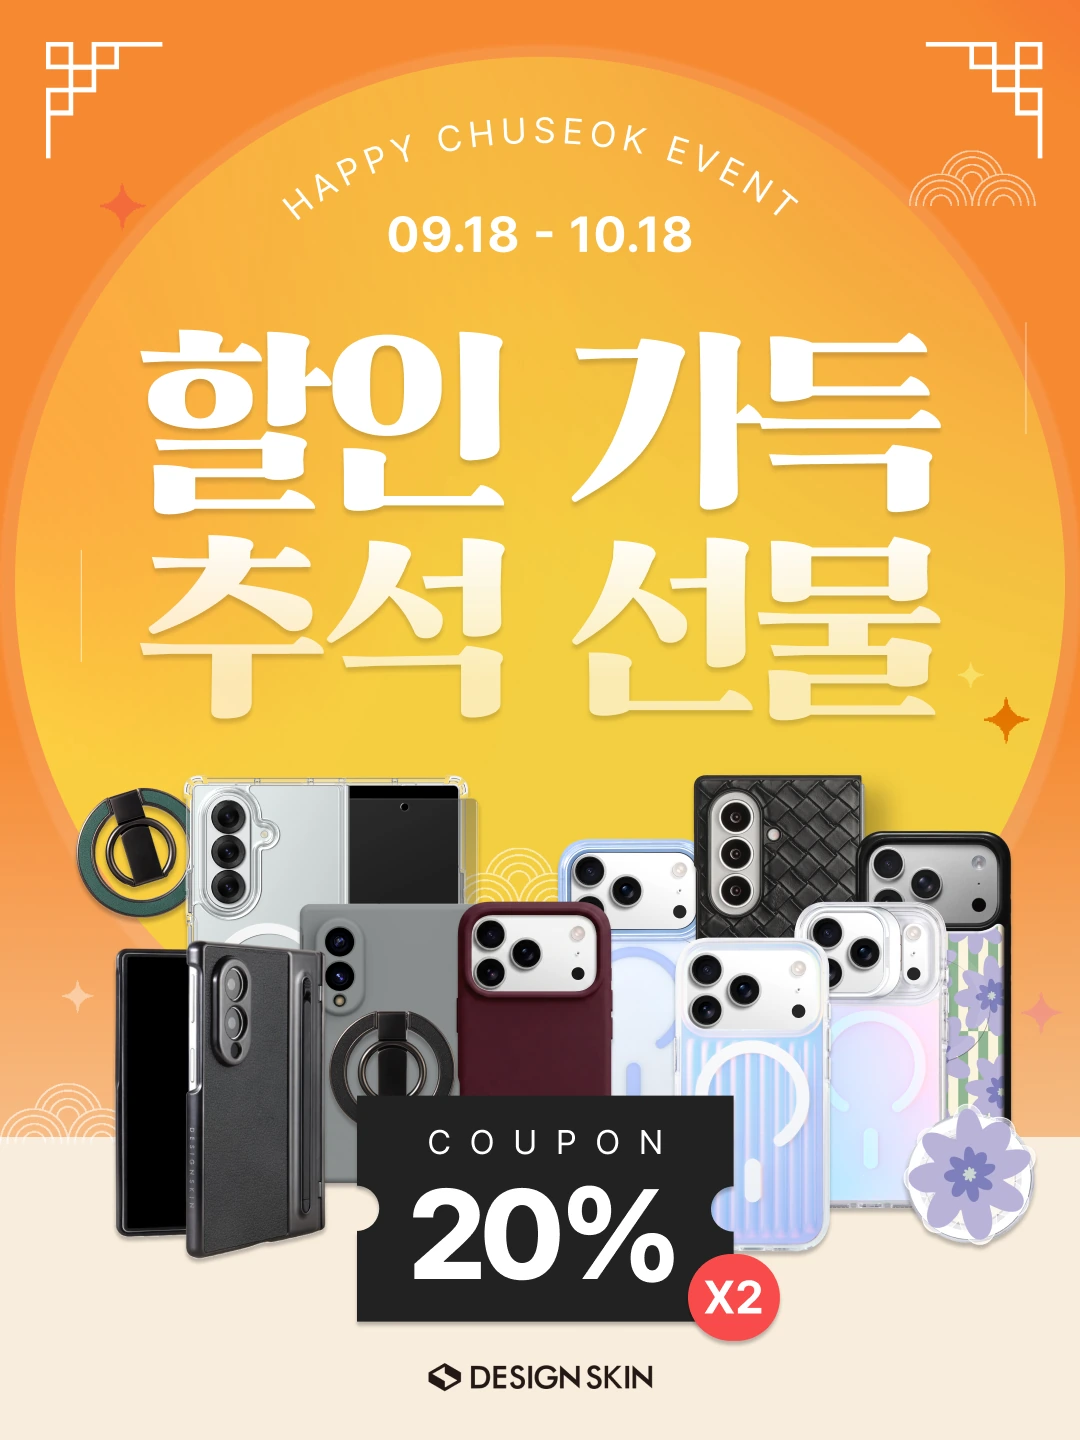 HAPPY CHUSEOK EVENT
09.18 - 10.18
할인 가득
추석 선물
DESIGNSKIN
COUPON
20%
X2
DESIGN SKIN